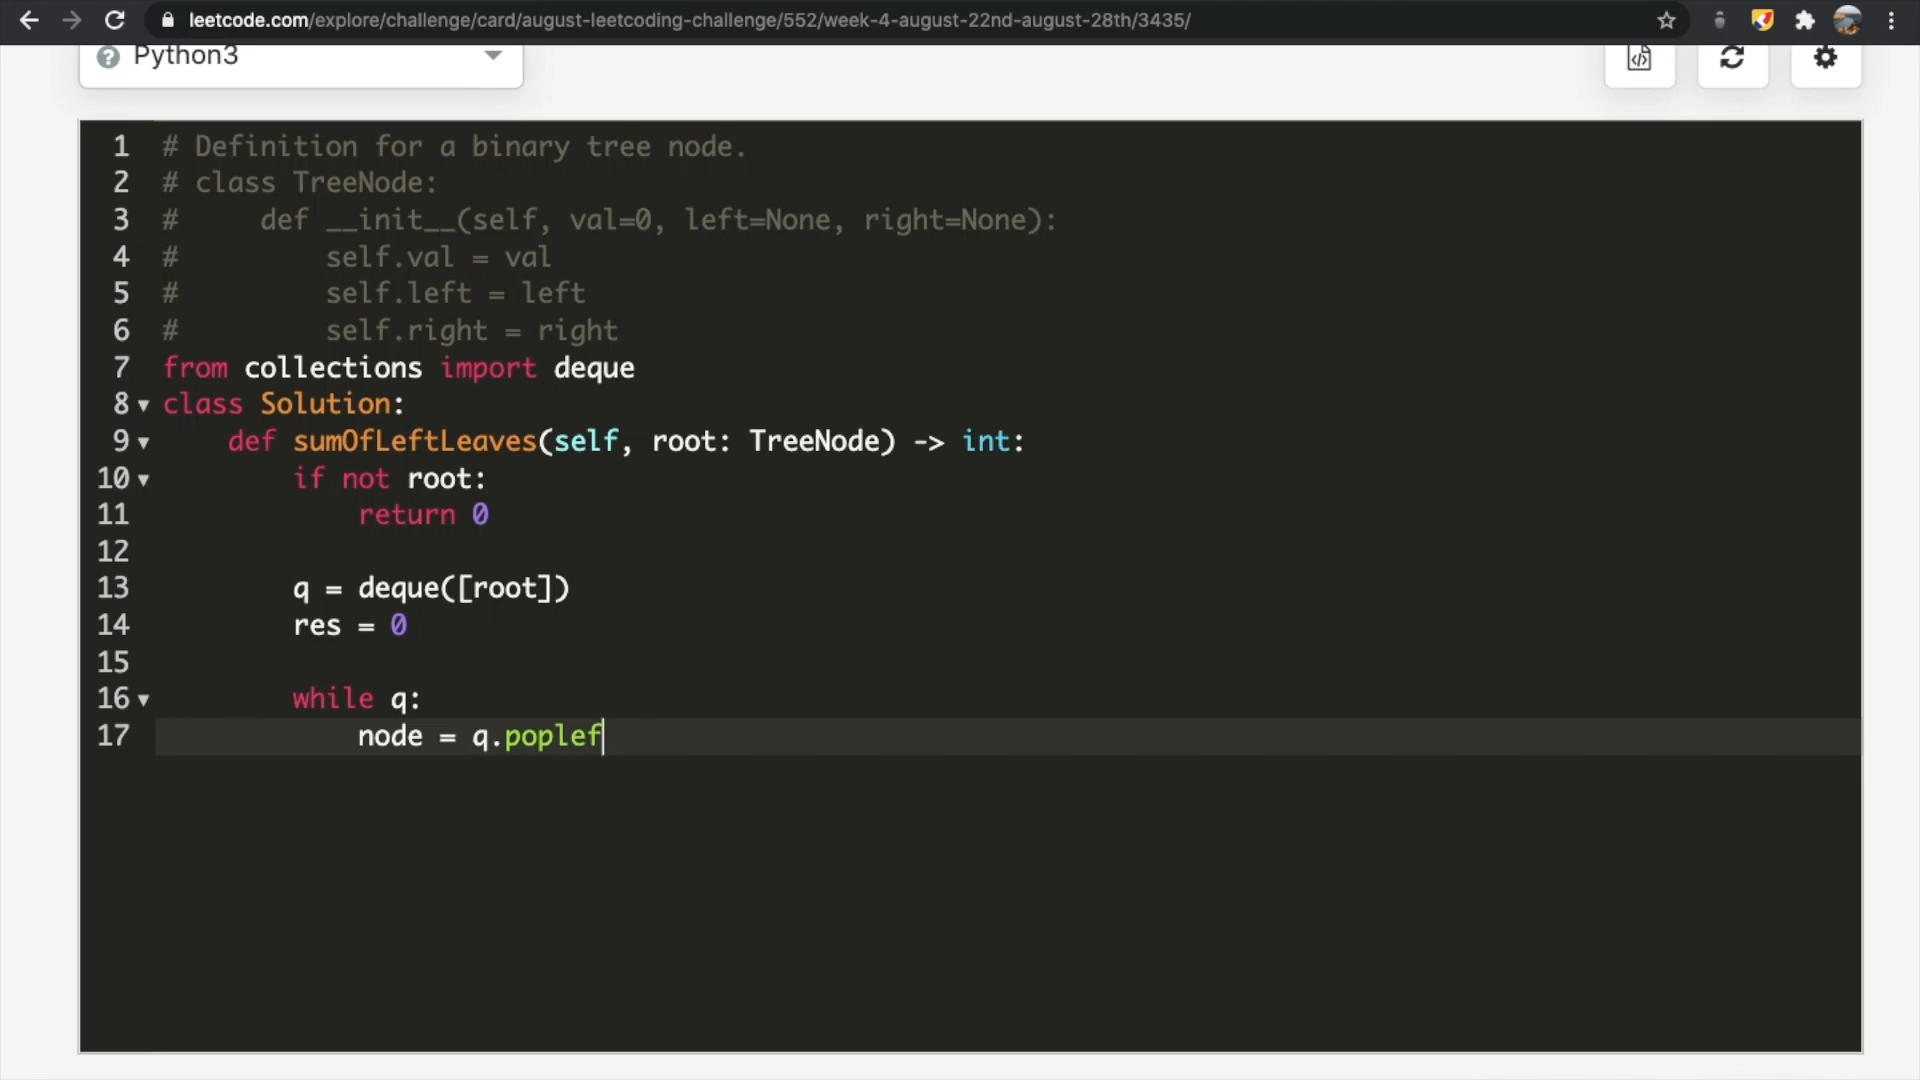 leetcode.com/explore/challenge/card/august-leetcoding-challenge/552/week-4-august-22nd-august-28th/3435/
Python3
1 # Definition for a binary tree node.
2 # class TreeNode:
3 #     def __init__(self, val=0, left=None, right=None):
4 #         self.val = val
5 #         self.left = left
6 #         self.right = right
7 from collections import deque
8 class Solution:
9     def sumOfLeftLeaves(self, root: TreeNode) -> int:
10         if not root:
11             return 0
12
13         q = deque([root])
14         res = 0
15
16         while q:
17             node = q.poplef